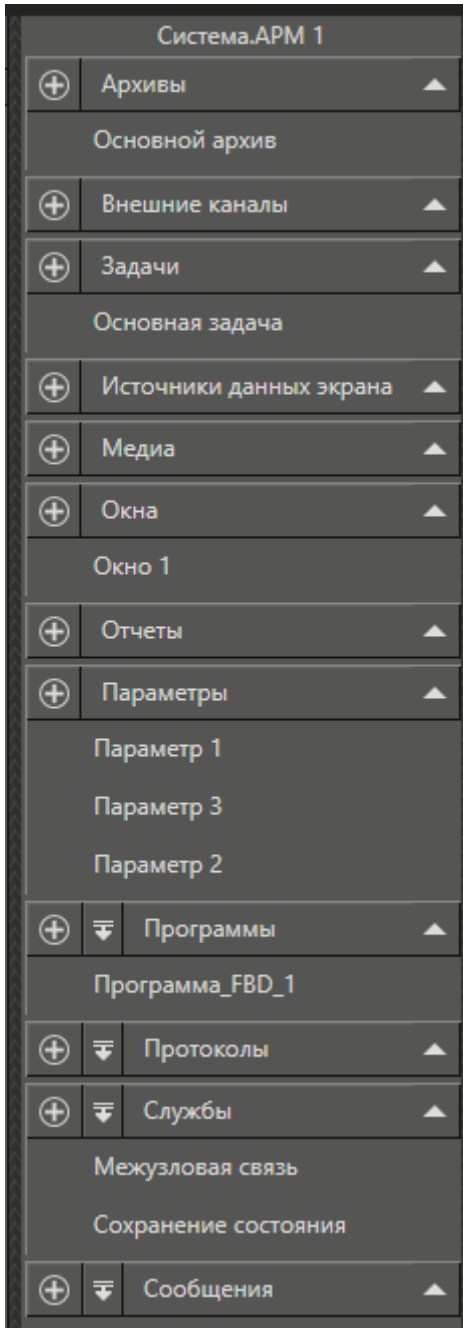 Система.АРМ 1
Архивы
Основной архив
Внешние каналы
Задачи
Основная задача
Источники данных экрана
Медиа
Окна
Окно 1
Отчеты
Параметры
Параметр 1
Параметр 3
Параметр 2
Программы
Программа_FBD_1
Протоколы
Службы
Межузловая связь
Сохранение состояния
Сообщения